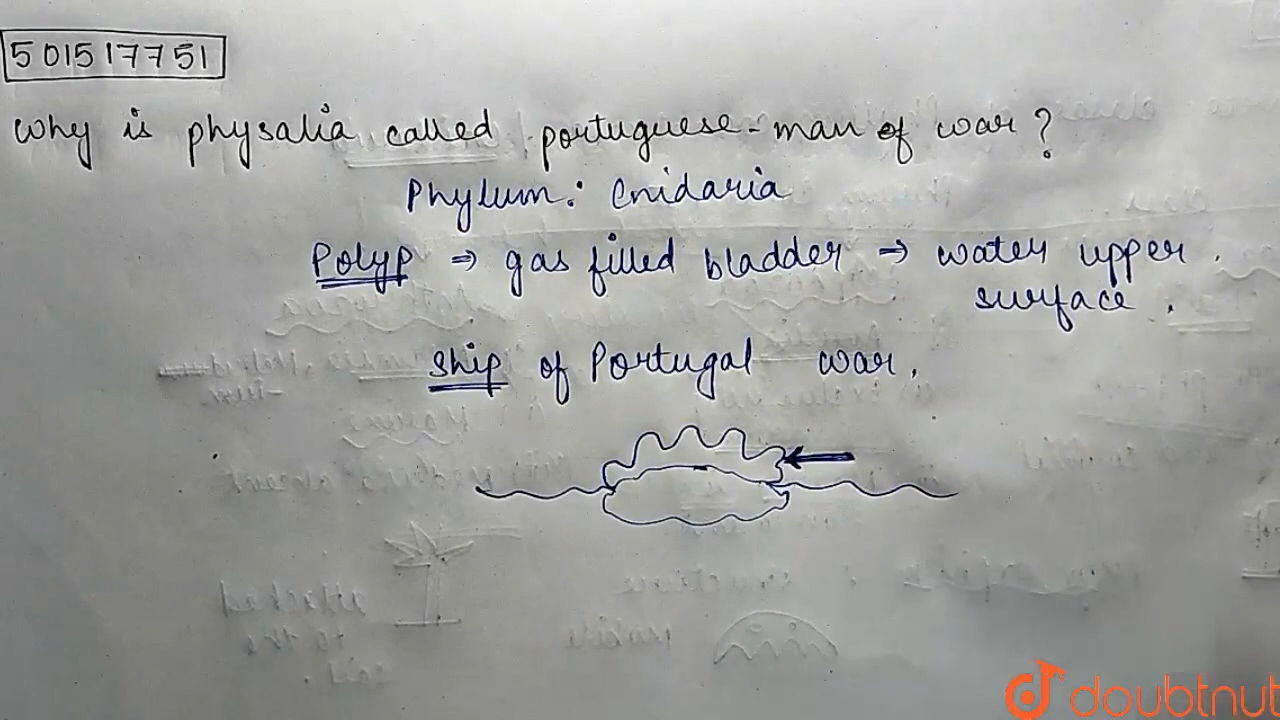 501517751
why is physalia called portuguese-man of war?
Phylum: Cnidaria
Polyp ⇒ gas filled bladder ⇒ water upper surface.
ship of Portugal war.
doubtnut